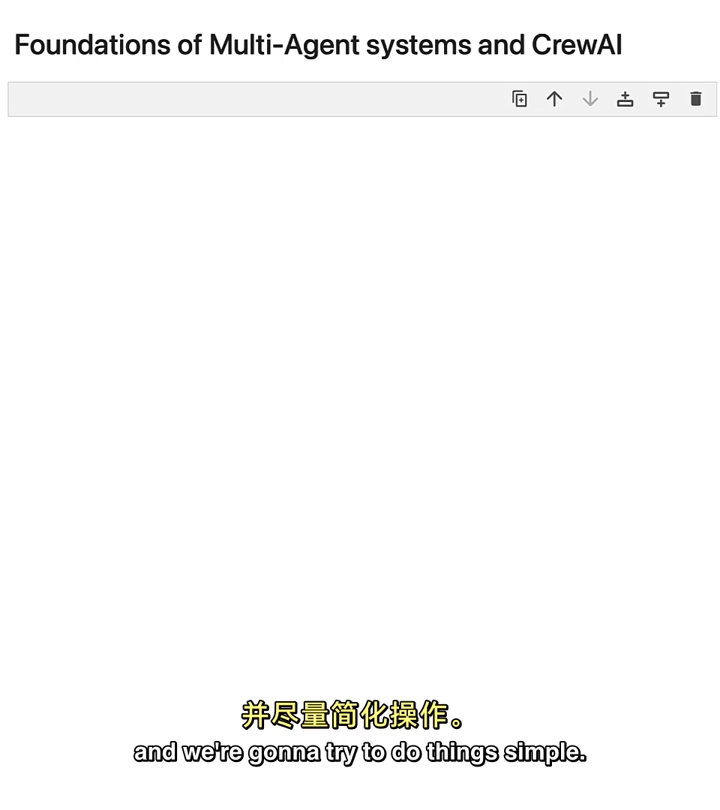 Foundations of Multi-Agent systems and CrewAI
并尽量简化操作。
and we're gonna try to do things simple.